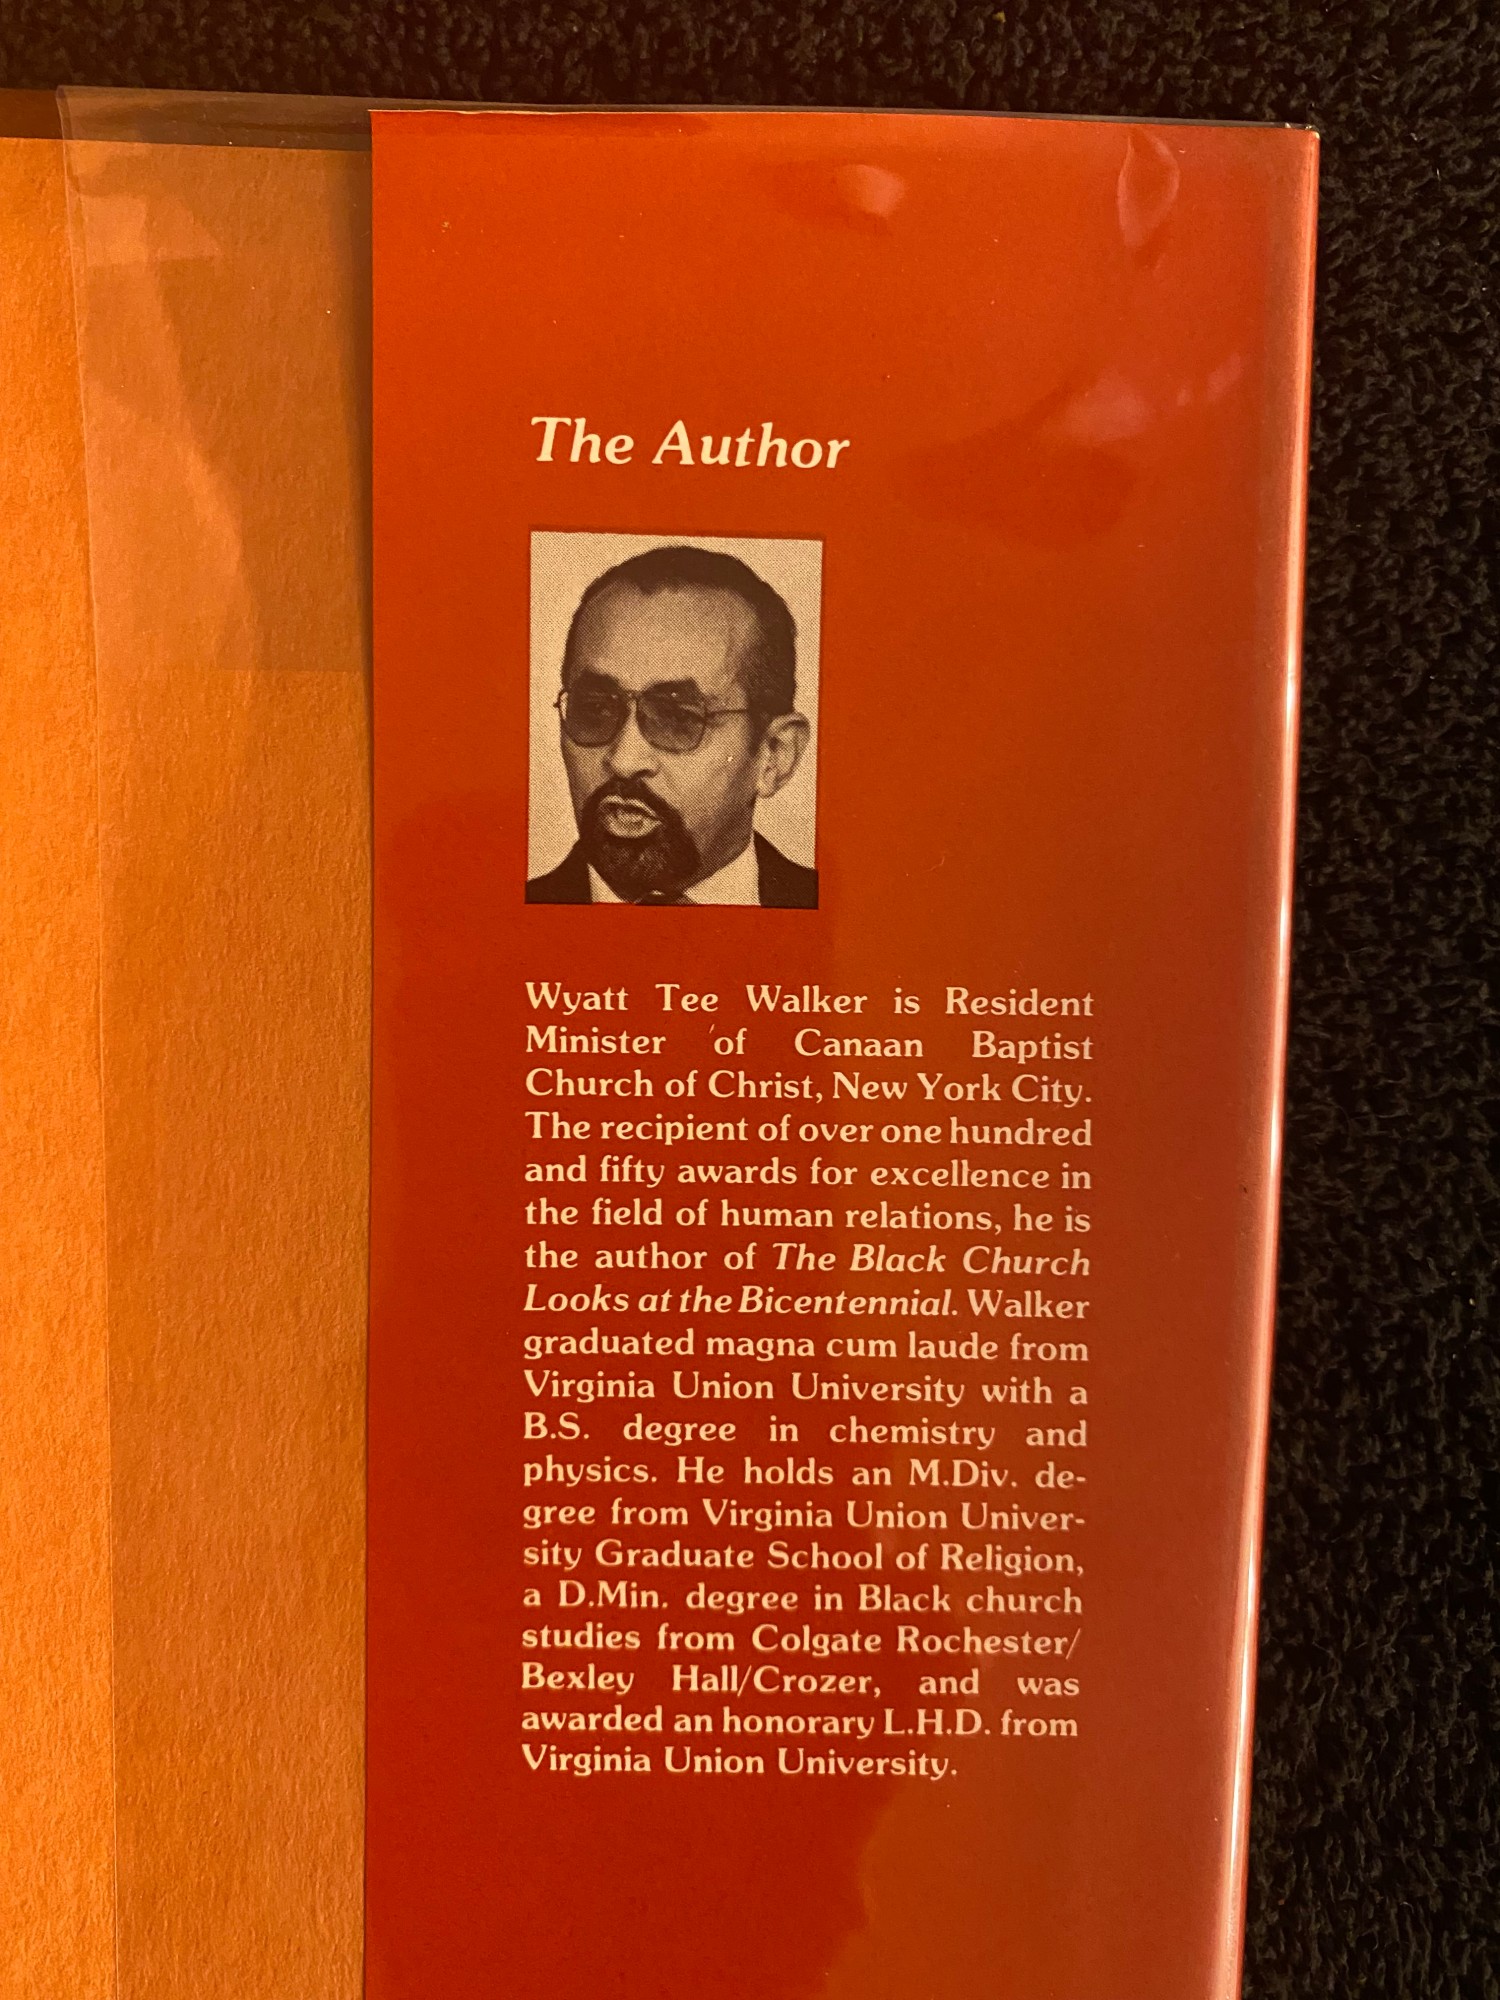 The Author
Wyatt Tee Walker is Resident
Minister of Canaan Baptist
Church of Christ, New York City.
The recipient of over one hundred
and fifty awards for excellence in
the field of human relations, he is
the author of The Black Church
Looks at the Bicentennial. Walker
graduated magna cum laude from
Virginia Union University with a
B.S. degree in chemistry and
physics. He holds an M.Div. de-
gree from Virginia Union Univer-
sity Graduate School of Religion,
a D.Min. degree in Black church
studies from Colgate Rochester/
Bexley Hall/Crozer, and was
awarded an honorary L.H.D. from
Virginia Union University.